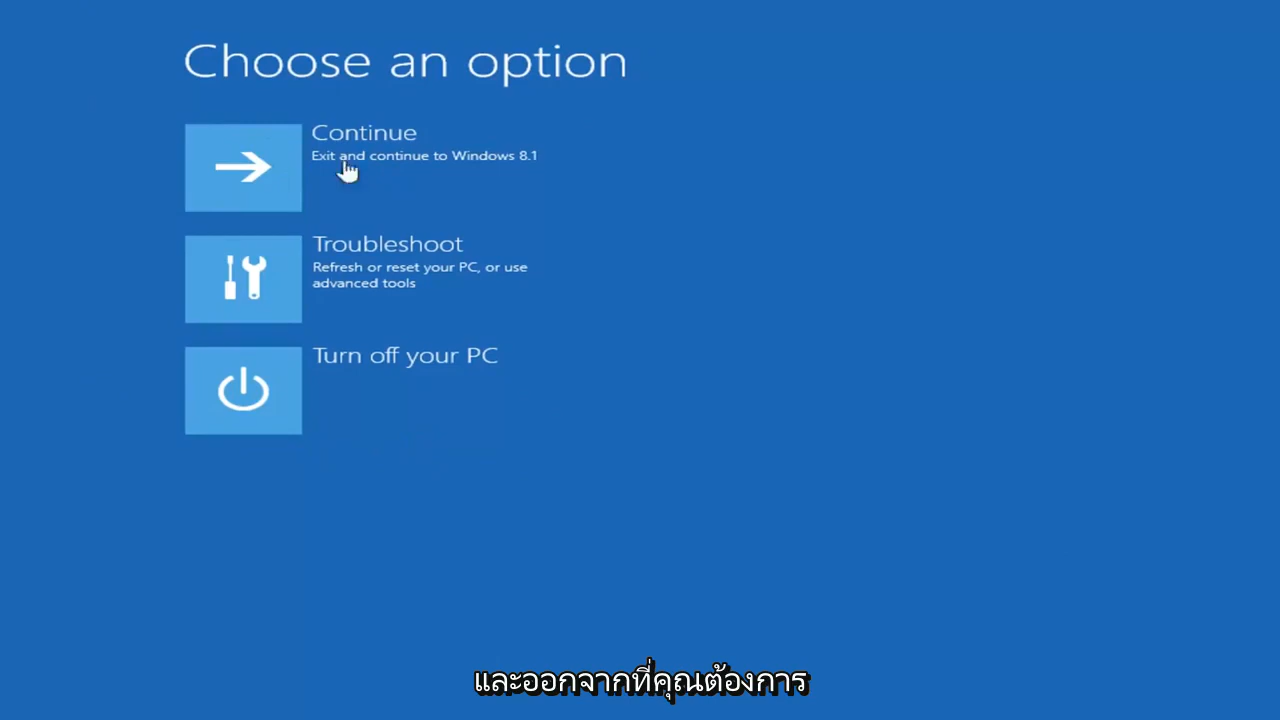 Choose an option
Continue
Exit and continue to Windows 8.1
Troubleshoot
Refresh or reset your PC, or use
advanced tools
Turn off your PC
และออกจากที่คุณต้องการ